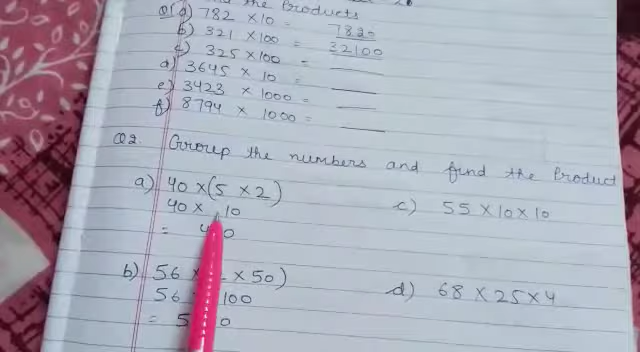 the Products
Q1 a) 782 × 10 = 7820
b) 321 × 100 = 32100
c) 325 × 100 =
d) 3645 × 10 =
e) 3423 × 1000 =
f) 8794 × 1000 =
Q2. Group the numbers and find the Product
a) 40 × (5 × 2)
40 × 10
=
b) 56 × × 50)
56 100
=
c) 55 × 10 × 10
d) 68 × 25 × 4